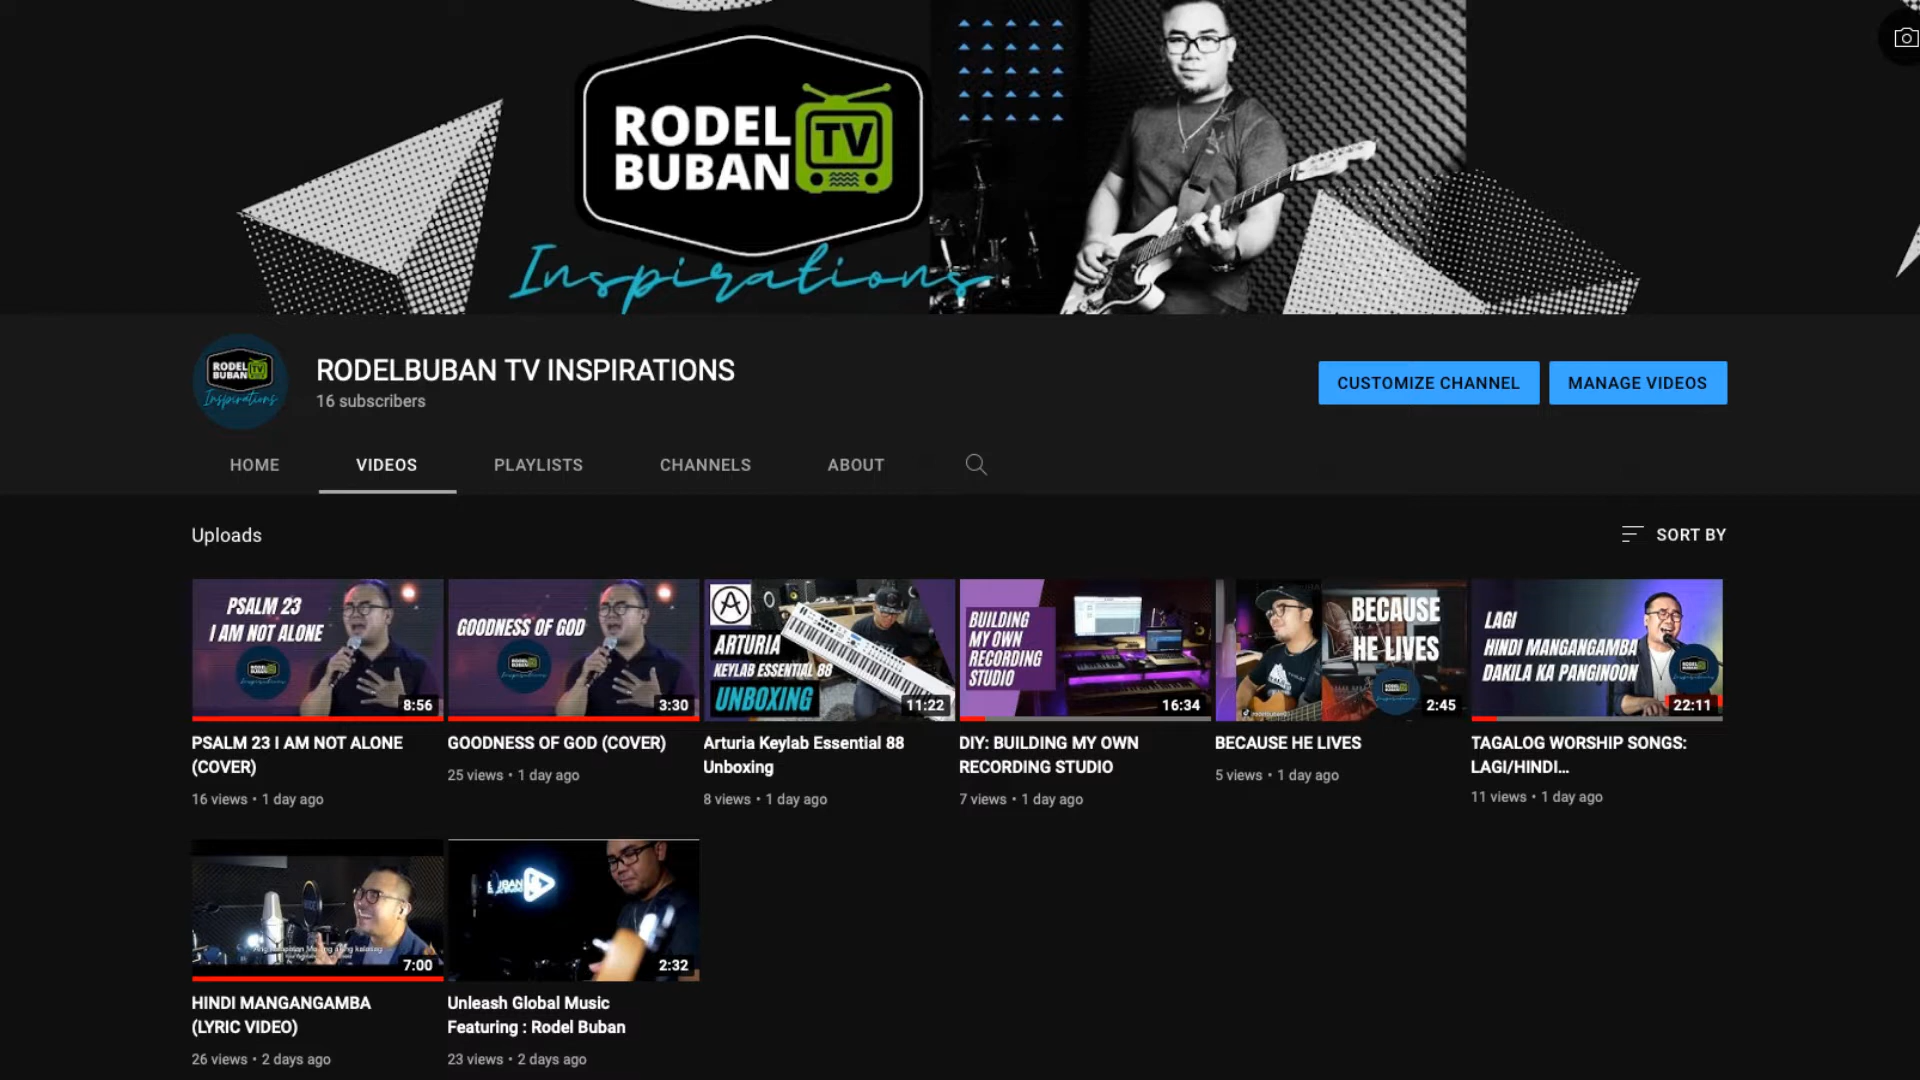 RODEL
BUBAN
TV
Inspirations
RODEL
BUBAN
TV
Inspirations
RODELBUBAN TV INSPIRATIONS
16 subscribers
CUSTOMIZE CHANNEL
MANAGE VIDEOS
HOME
VIDEOS
PLAYLISTS
CHANNELS
ABOUT
Uploads
SORT BY
PSALM 23
I AM NOT ALONE
8:56
PSALM 23 I AM NOT ALONE
(COVER)
16 views • 1 day ago
GOODNESS OF GOD
3:30
GOODNESS OF GOD (COVER)
25 views • 1 day ago
ARTURIA
KEYLAB ESSENTIAL 88
UNBOXING
11:22
Arturia Keylab Essential 88
Unboxing
8 views • 1 day ago
BUILDING
MY OWN
RECORDING
STUDIO
16:34
DIY: BUILDING MY OWN
RECORDING STUDIO
7 views • 1 day ago
BECAUSE
HE LIVES
2:45
BECAUSE HE LIVES
5 views • 1 day ago
LAGI
HINDI MANGANGAMBA
DAKILA KA PANGINOON
22:11
TAGALOG WORSHIP SONGS:
LAGI/HINDI...
11 views • 1 day ago
7:00
HINDI MANGANGAMBA
(LYRIC VIDEO)
26 views • 2 days ago
BUBAN
2:32
Unleash Global Music
Featuring : Rodel Buban
23 views • 2 days ago